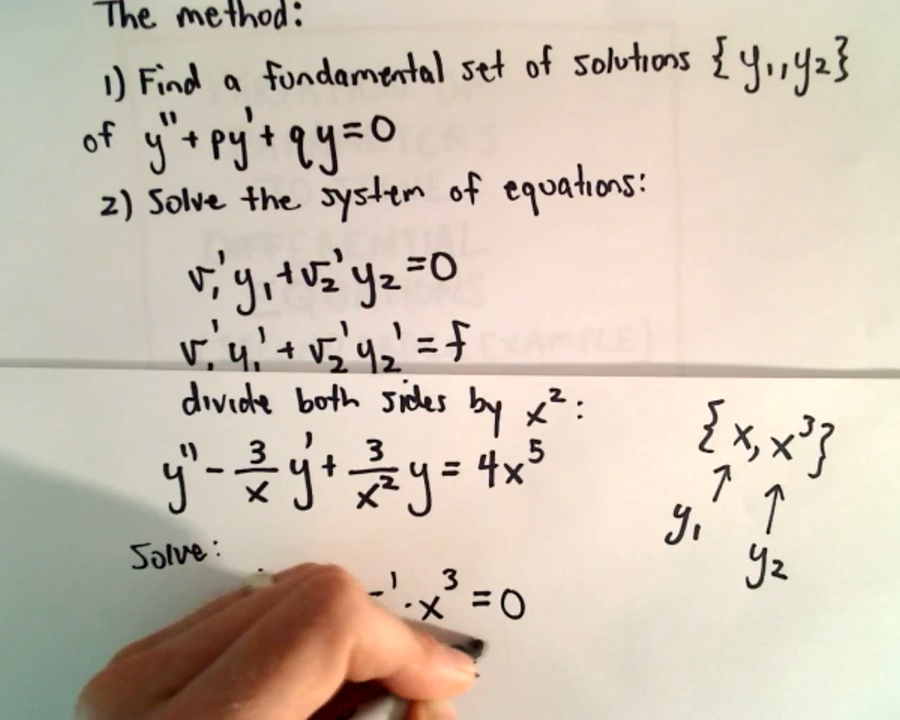 The method:
1) Find a fundamental set of solutions {y₁, y₂}
of y'' + py' + qy = 0
2) Solve the system of equations:
v₁'y₁ + v₂'y₂ = 0
v₁'y₁' + v₂'y₂' = f
divide both sides by x²:
y'' - 3/x y' + 3/x² y = 4x⁵
{x, x³}
↗ ↑
y₁ y₂
Solve:
' · x³ = 0